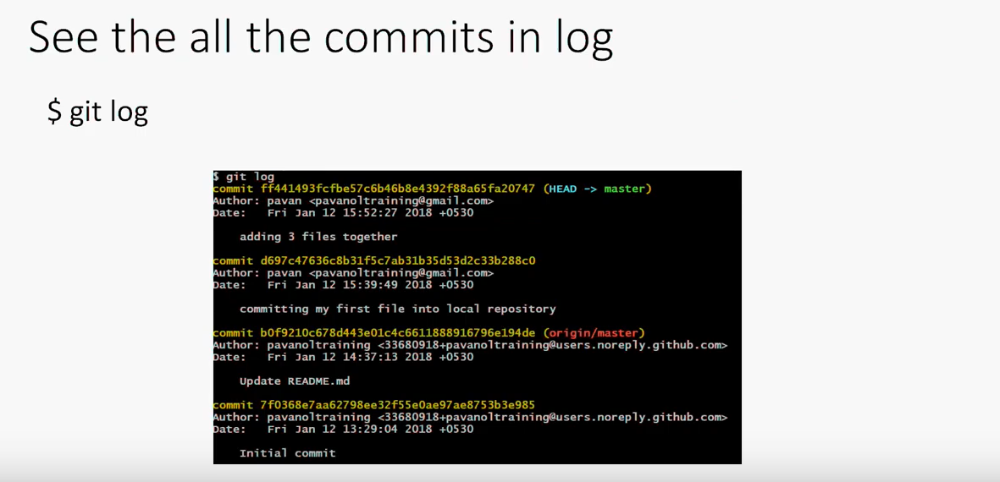 See the all the commits in log
$ git log
$ git log
commit ff441493fcfbe57c6b46b8e4392f88a65fa20747 (HEAD -> master)
Author: pavan <pavanoltraining@gmail.com>
Date:   Fri Jan 12 15:52:27 2018 +0530
adding 3 files together
commit d697c47636c8b31f5c7ab31b35d53d2c33b288c0
Author: pavan <pavanoltraining@gmail.com>
Date:   Fri Jan 12 15:39:49 2018 +0530
committing my first file into local repository
commit b0f9210c678d443e01c4c6611888916796e194de (origin/master)
Author: pavanoltraining <33680918+pavanoltraining@users.noreply.github.com>
Date:   Fri Jan 12 14:37:13 2018 +0530
Update README.md
commit 7f0368e7aa62798ee32f55e0ae97ae8753b3e985
Author: pavanoltraining <33680918+pavanoltraining@users.noreply.github.com>
Date:   Fri Jan 12 13:29:04 2018 +0530
Initial commit